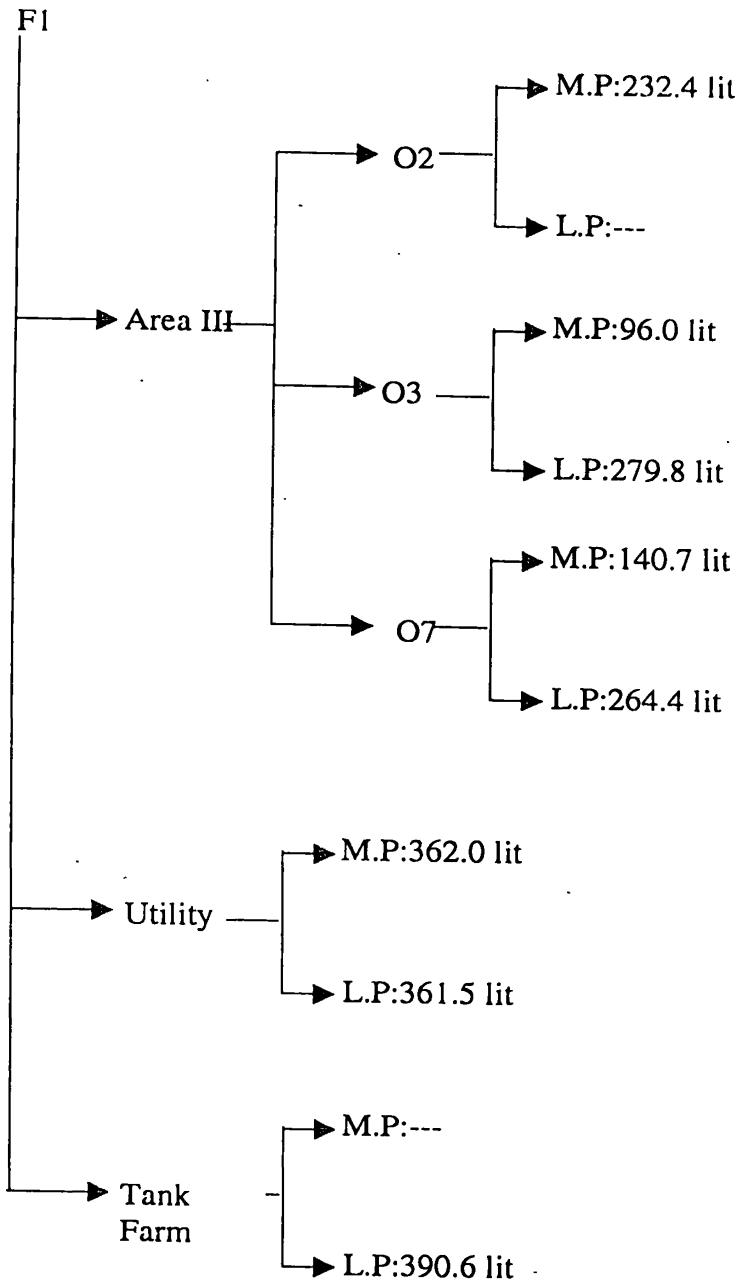 F1
M.P:232.4 lit
O2
L.P:---
Area III
M.P:96.0 lit
O3
L.P:279.8 lit
M.P:140.7 lit
O7
L.P:264.4 lit
M.P:362.0 lit
Utility
L.P:361.5 lit
M.P:---
Tank
Farm
L.P:390.6 lit